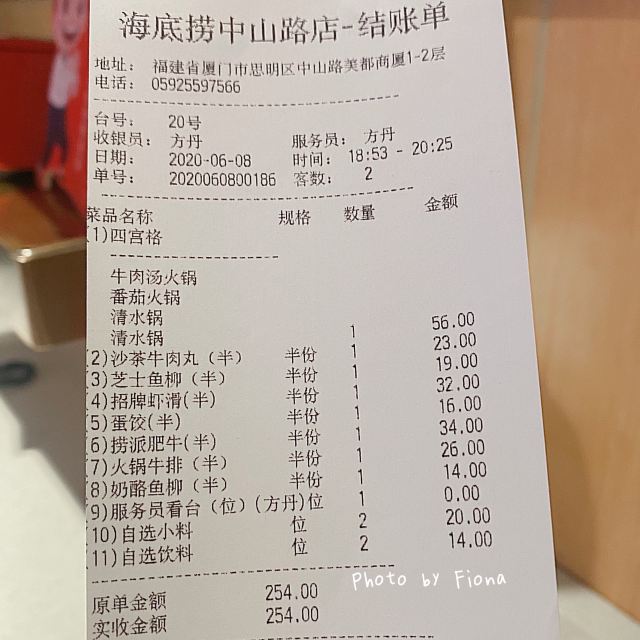 海底捞中山路店-结账单
地址： 福建省厦门市思明区中山路美都商厦1-2层
电话： 05925597566
台号： 20号
收银员： 方丹 服务员： 方丹
日期： 2020-06-08 时间： 18:53 - 20:25
单号： 2020060800186 客数： 2
菜品名称 规格 数量 金额
(1)四宫格
牛肉汤火锅
番茄火锅
清水锅
清水锅 1 56.00
(2)沙茶牛肉丸（半） 半份 1 23.00
(3)芝士鱼柳（半） 半份 1 19.00
(4)招牌虾滑(半) 半份 1 32.00
(5)蛋饺(半) 半份 1 16.00
(6)捞派肥牛(半) 半份 1 34.00
(7)火锅牛排（半） 半份 1 26.00
(8)奶酪鱼柳（半） 半份 1 14.00
(9)服务员看台（位）(方丹)位 1 0.00
(10)自选小料 位 2 20.00
(11)自选饮料 位 2 14.00
原单金额 254.00
实收金额 254.00
Photo by Fiona